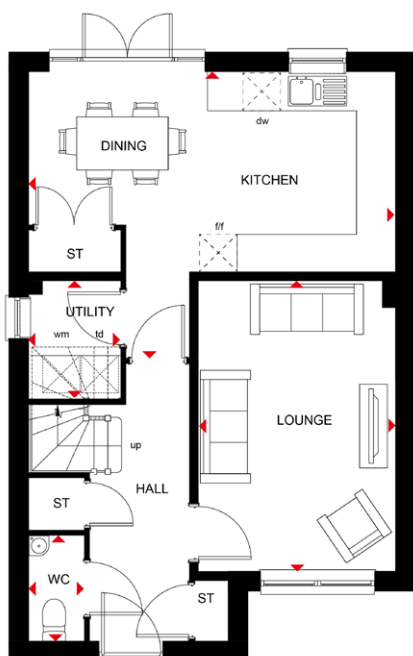 dw
DINING
KITCHEN
f/f
ST
UTILITY
wm td
LOUNGE
up
HALL
ST
WC
ST